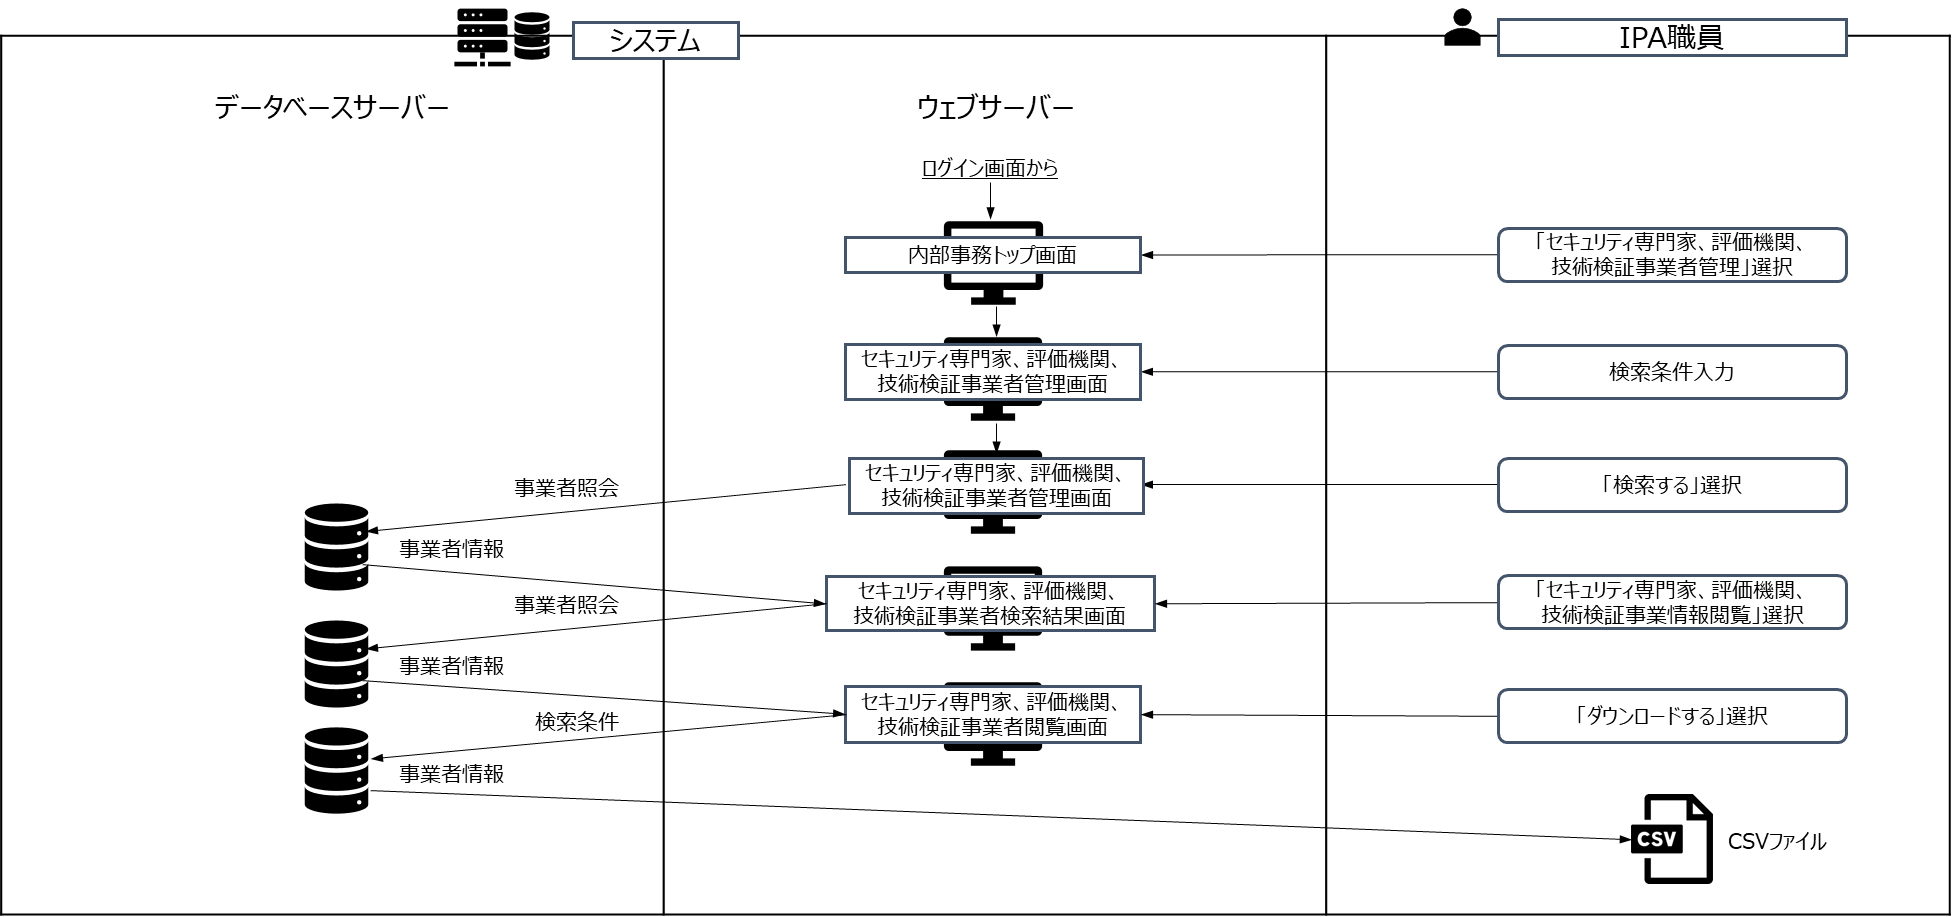 システム
IPA職員
データベースサーバー
ウェブサーバー
ログイン画面から
内部事務トップ画面
「セキュリティ専門家、評価機関、
技術検証事業者管理」選択
セキュリティ専門家、評価機関、
技術検証事業者管理画面
検索条件入力
事業者照会
セキュリティ専門家、評価機関、
技術検証事業者管理画面
「検索する」選択
事業者情報
事業者照会
セキュリティ専門家、評価機関、
技術検証事業者検索結果画面
「セキュリティ専門家、評価機関、
技術検証事業情報閲覧」選択
事業者情報
検索条件
セキュリティ専門家、評価機関、
技術検証事業者閲覧画面
「ダウンロードする」選択
事業者情報
CSV
CSVファイル